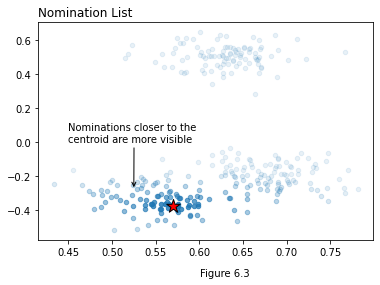 Nomination List
0.6
0.4
0.2
0.0
−0.2
−0.4
Nominations closer to the
centroid are more visible
0.45 0.50 0.55 0.60 0.65 0.70 0.75
Figure 6.3